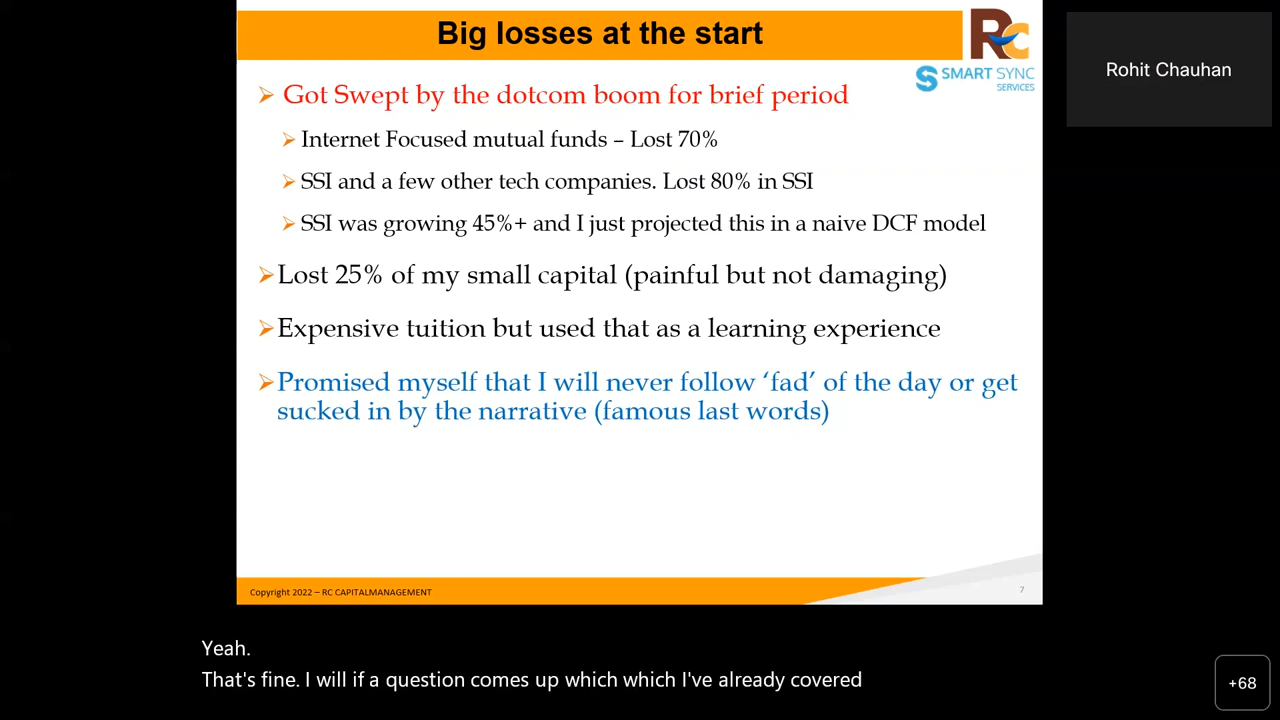 Big losses at the start
RC
SMART SYNC
SERVICES
Rohit Chauhan
➢ Got Swept by the dotcom boom for brief period
➢ Internet Focused mutual funds – Lost 70%
➢ SSI and a few other tech companies. Lost 80% in SSI
➢ SSI was growing 45%+ and I just projected this in a naive DCF model
➢ Lost 25% of my small capital (painful but not damaging)
➢ Expensive tuition but used that as a learning experience
➢ Promised myself that I will never follow ‘fad’ of the day or get
sucked in by the narrative (famous last words)
Copyright 2022 – RC CAPITALMANAGEMENT
7
Yeah.
That's fine. I will if a question comes up which which I've already covered
+68